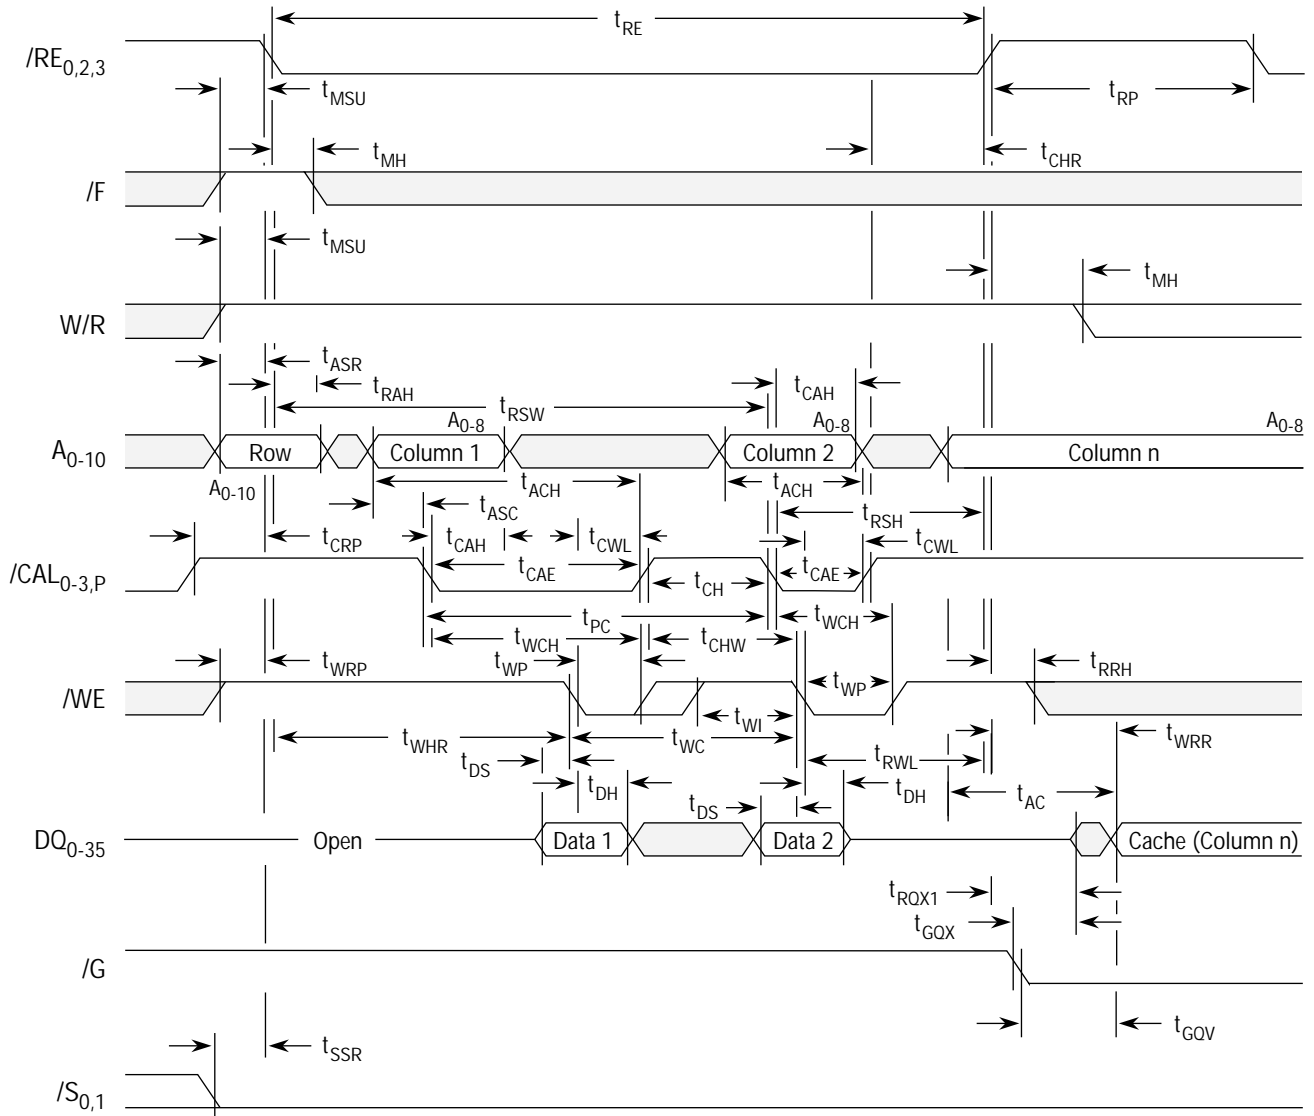 tRE
/RE0,2,3
tMSU
tRP
tMH
tCHR
/F
tMSU
tMH
W/R
tASR
tRAH
tCAH
tRSW
A0-8
A0-8
A0-8
A0-10
Row
Column 1
Column 2
Column n
A0-10
tACH
tACH
tASC
tRSH
tCRP
tCAH
tCWL
tCWL
/CAL0-3,P
tCAE
tCH
tCAE
tPC
tWCH
tWCH
tCHW
tWRP
tWP
tRRH
/WE
tWP
tWI
tWHR
tWC
tWRR
tDS
tRWL
tDH
tDH
tAC
tDS
DQ0-35
Open
Data 1
Data 2
Cache (Column n)
tRQX1
tGQX
/G
tGQV
tSSR
/S0,1